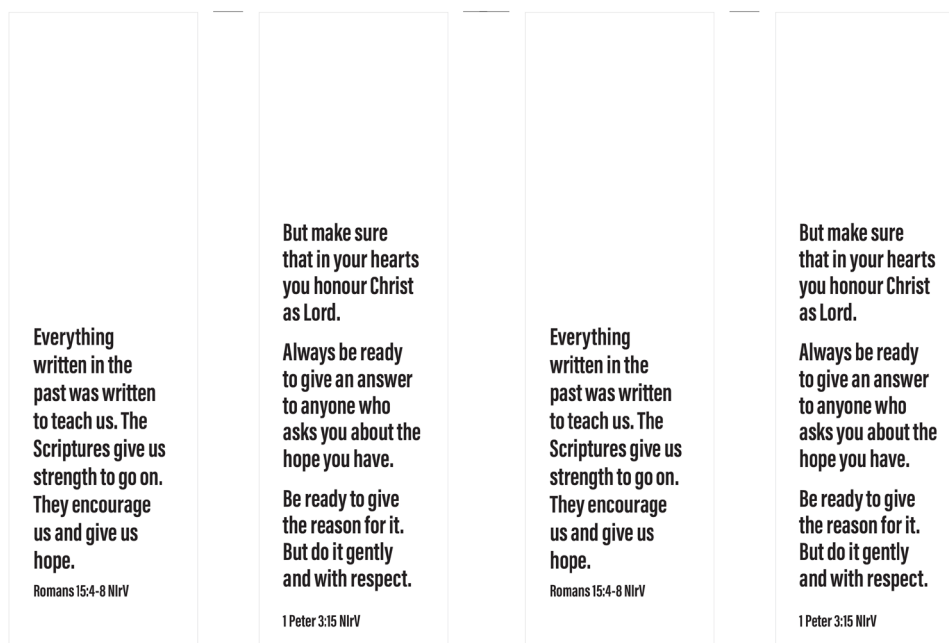 Everything
written in the
past was written
to teach us. The
Scriptures give us
strength to go on.
They encourage
us and give us
hope.
Romans 15:4-8 NIrV
But make sure
that in your hearts
you honour Christ
as Lord.
Always be ready
to give an answer
to anyone who
asks you about the
hope you have.
Be ready to give
the reason for it.
But do it gently
and with respect.
1 Peter 3:15 NIrV
Everything
written in the
past was written
to teach us. The
Scriptures give us
strength to go on.
They encourage
us and give us
hope.
Romans 15:4-8 NIrV
But make sure
that in your hearts
you honour Christ
as Lord.
Always be ready
to give an answer
to anyone who
asks you about the
hope you have.
Be ready to give
the reason for it.
But do it gently
and with respect.
1 Peter 3:15 NIrV